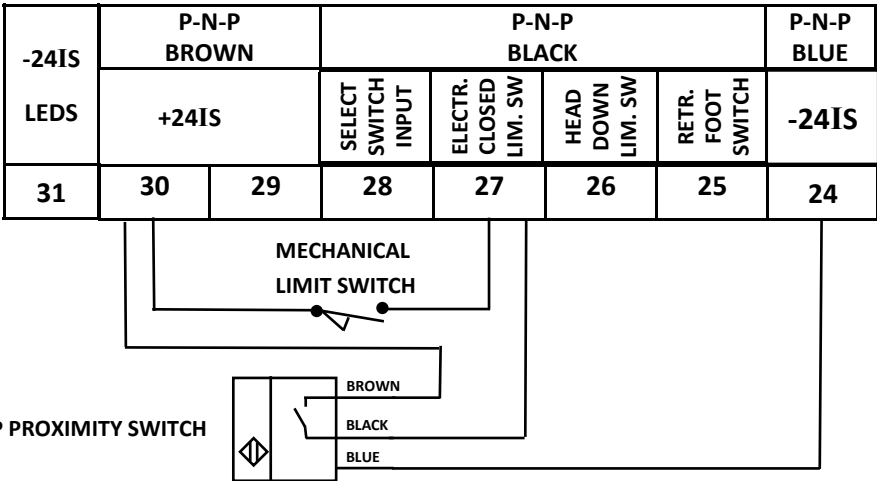 -24IS
LEDS
P-N-P
BROWN
P-N-P
BLACK
P-N-P
BLUE
+24IS
SELECT
SWITCH
INPUT
ELECTR.
CLOSED
LIM. SW
HEAD
DOWN
LIM. SW
RETR.
FOOT
SWITCH
-24IS
31
30
29
28
27
26
25
24
MECHANICAL
LIMIT SWITCH
BROWN
P PROXIMITY SWITCH
BLACK
BLUE